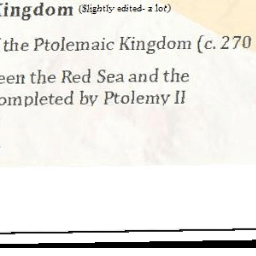 Kingdom (Slightly edited- a lot)
the Ptolemaic Kingdom (c. 270
een the Red Sea and the
ompleted by Ptolemy II